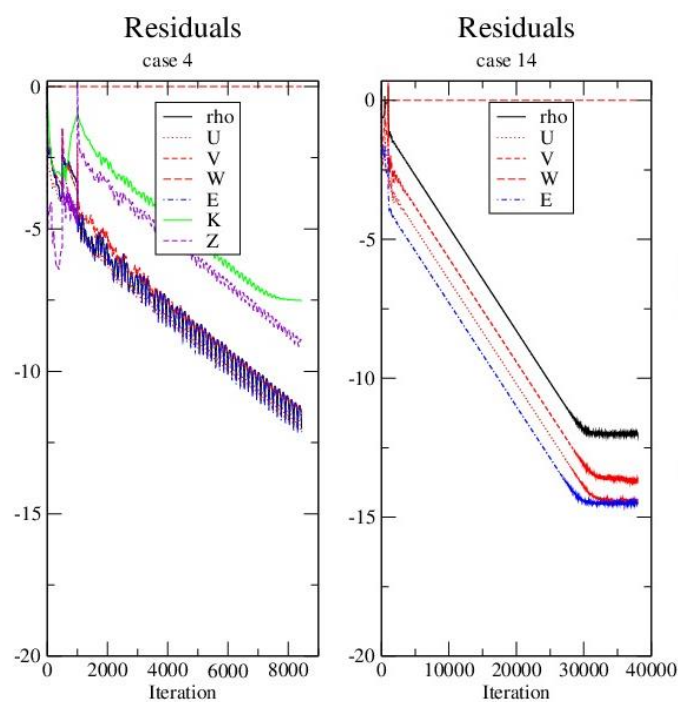 Residuals
case 4
0
-5
-10
-15
-20
0 2000 4000 6000 8000
Iteration
rho
U
V
W
E
K
Z
Residuals
case 14
0
-5
-10
-15
-20
0 10000 20000 30000 40000
Iteration
rho
U
V
W
E